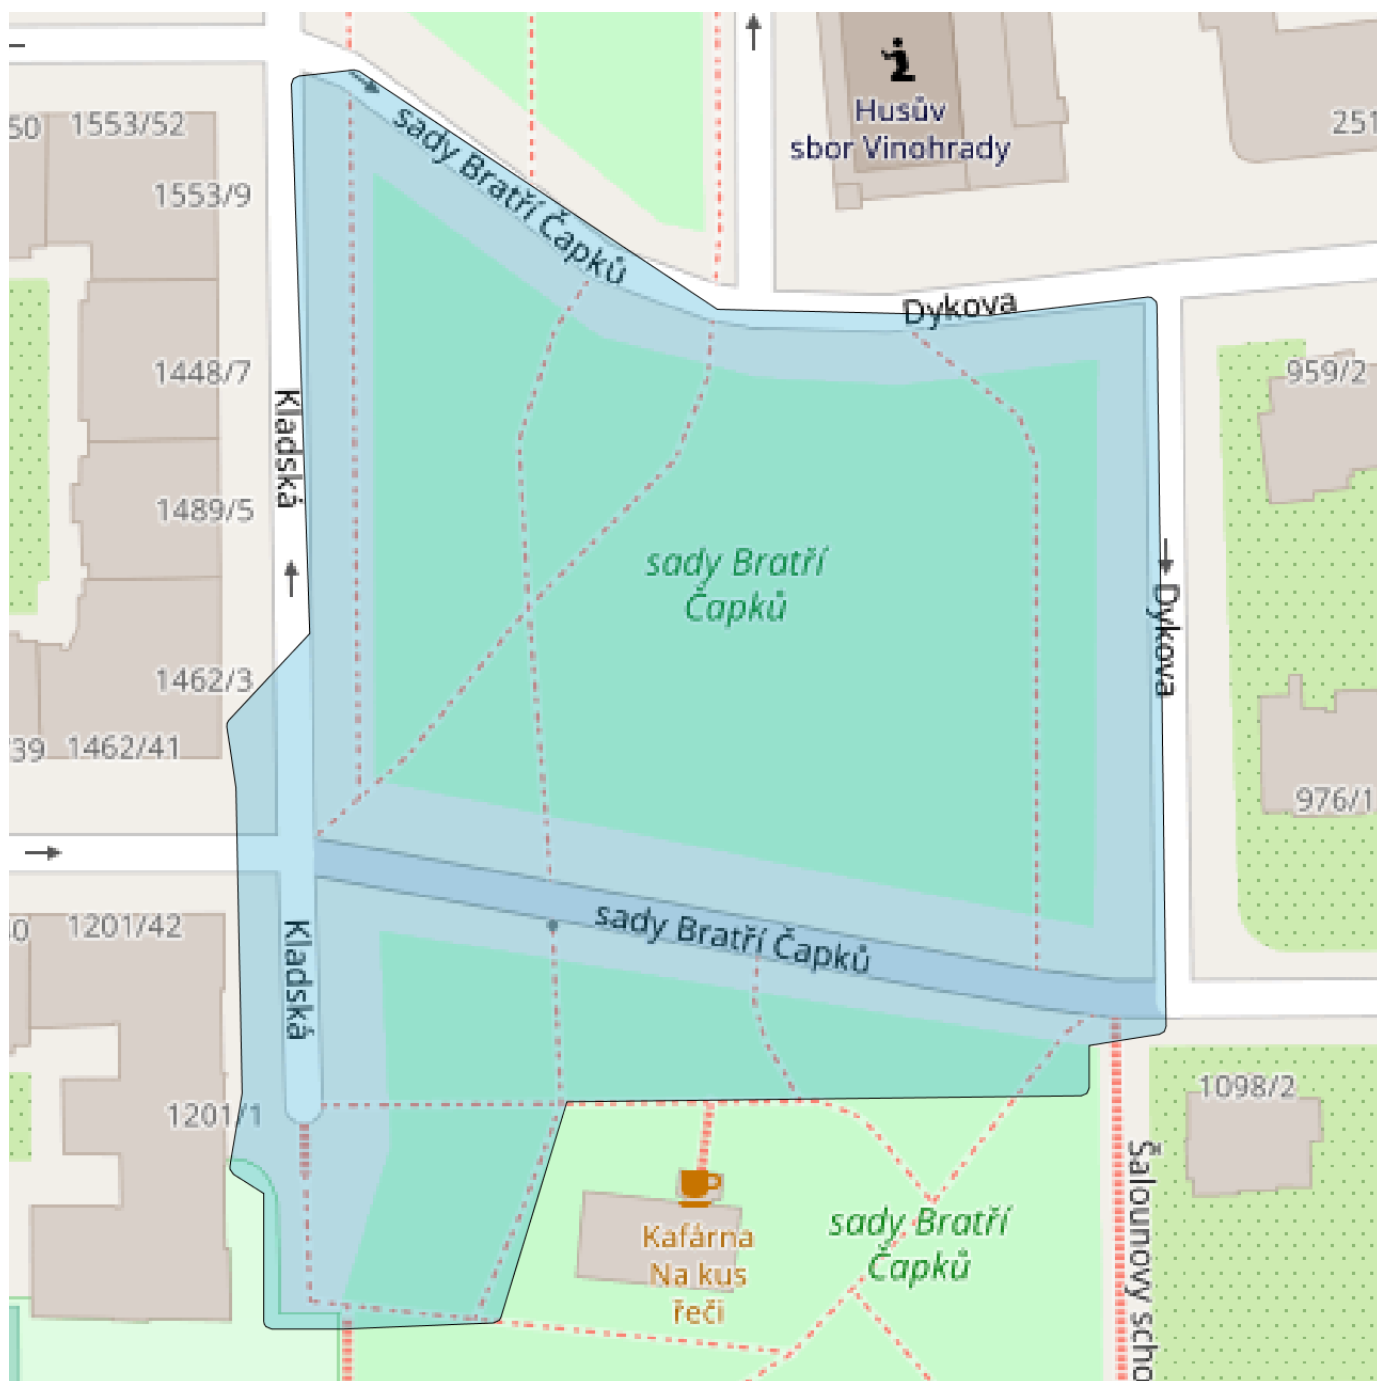 Husův
sbor Vinohrady
50
1553/52
251
sady Bratří Čapků
1553/9
Dykova
1448/7
959/2
Kladská
1489/5
sady Bratří
Čapků
Dykova
1462/3
39
1462/41
976/1
0
1201/42
sady Bratří Čapků
Kladská
1201/1
1098/2
Šalounovy scho
sady Bratří
Čapků
Kafárna
Na kus
řeči